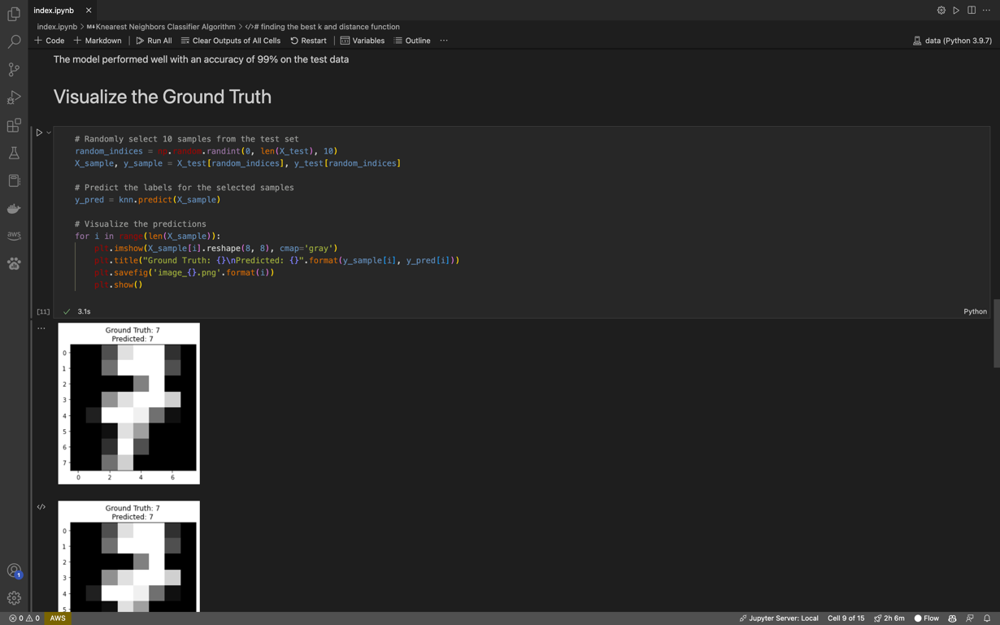 index.ipynb
index.ipynb > M↓Knearest Neighbors Classifier Algorithm > </># finding the best k and distance function
+ Code + Markdown | Run All Clear Outputs of All Cells Restart | Variables Outline ...
data (Python 3.9.7)
The model performed well with an accuracy of 99% on the test data
Visualize the Ground Truth
# Randomly select 10 samples from the test set
random_indices = np.random.randint(0, len(X_test), 10)
X_sample, y_sample = X_test[random_indices], y_test[random_indices]
# Predict the labels for the selected samples
y_pred = knn.predict(X_sample)
# Visualize the predictions
for i in range(len(X_sample)):
plt.imshow(X_sample[i].reshape(8, 8), cmap='gray')
plt.title("Ground Truth: {}\nPredicted: {}".format(y_sample[i], y_pred[i]))
plt.savefig('image_{}.png'.format(i))
plt.show()
[11] ✓ 3.1s
Python
...
Ground Truth: 7
Predicted: 7
0
1
2
3
4
5
6
7
0 2 4 6
</>
Ground Truth: 7
Predicted: 7
0
1
2
3
4
5
aws
1
0 0 AWS
Jupyter Server: Local Cell 9 of 15 2h 6m Flow